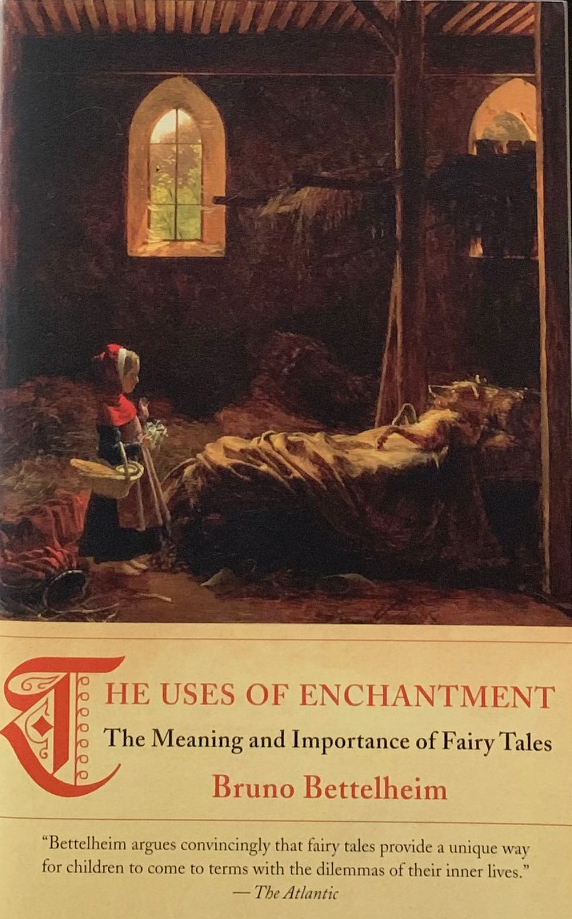 THE USES OF ENCHANTMENT
The Meaning and Importance of Fairy Tales
Bruno Bettelheim
“Bettelheim argues convincingly that fairy tales provide a unique way
for children to come to terms with the dilemmas of their inner lives.”
— The Atlantic